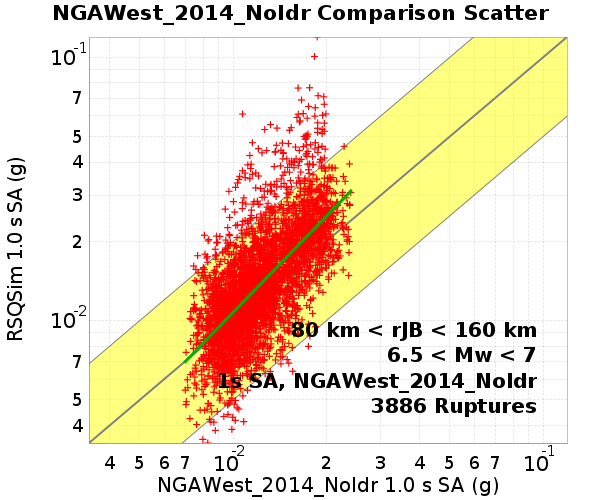 NGAWest_2014_NoIdr Comparison Scatter
RSQSim 1.0 s SA (g)
10^-1
7
5
4
3
2
10^-2
7
5
4
80 km < rJB < 160 km
6.5 < Mw < 7
1s SA, NGAWest_2014_NoIdr
3886 Ruptures
4 5 6 7 10^-2 2 3 4 5 6 7 10^-1
NGAWest_2014_NoIdr 1.0 s SA (g)